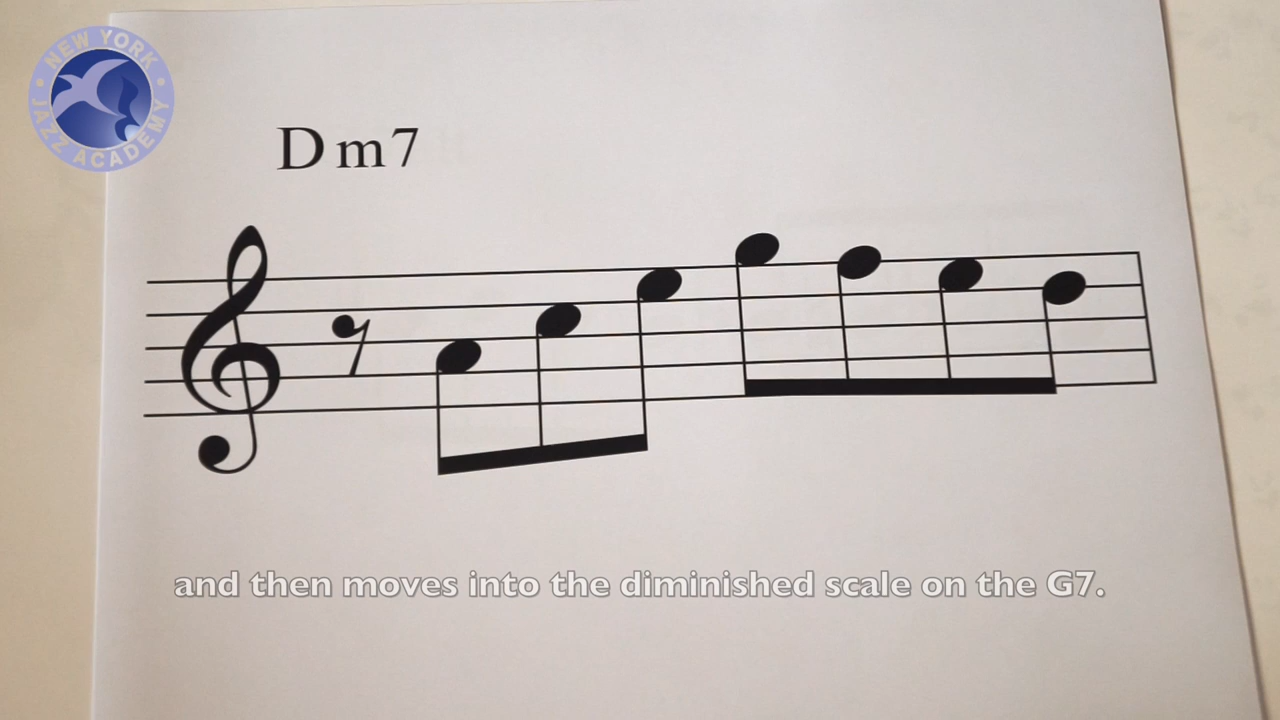 NEW YORK
JAZZ ACADEMY
Dm7
and then moves into the diminished scale on the G7.